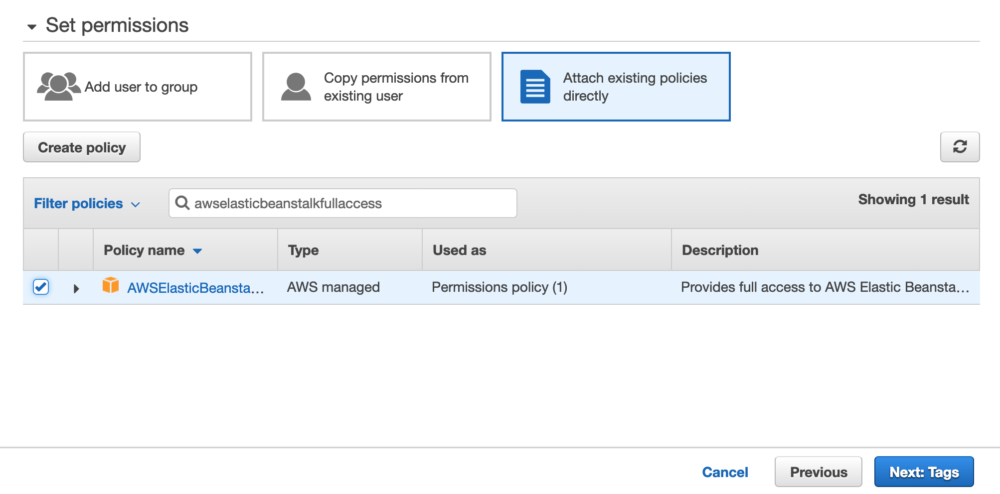 Set permissions
Add user to group
Copy permissions from
existing user
Attach existing policies
directly
Create policy
Filter policies
awselasticbeanstalkfullaccess
Showing 1 result
Policy name
Type
Used as
Description
AWSElasticBeansta...
AWS managed
Permissions policy (1)
Provides full access to AWS Elastic Beansta...
Cancel
Previous
Next: Tags